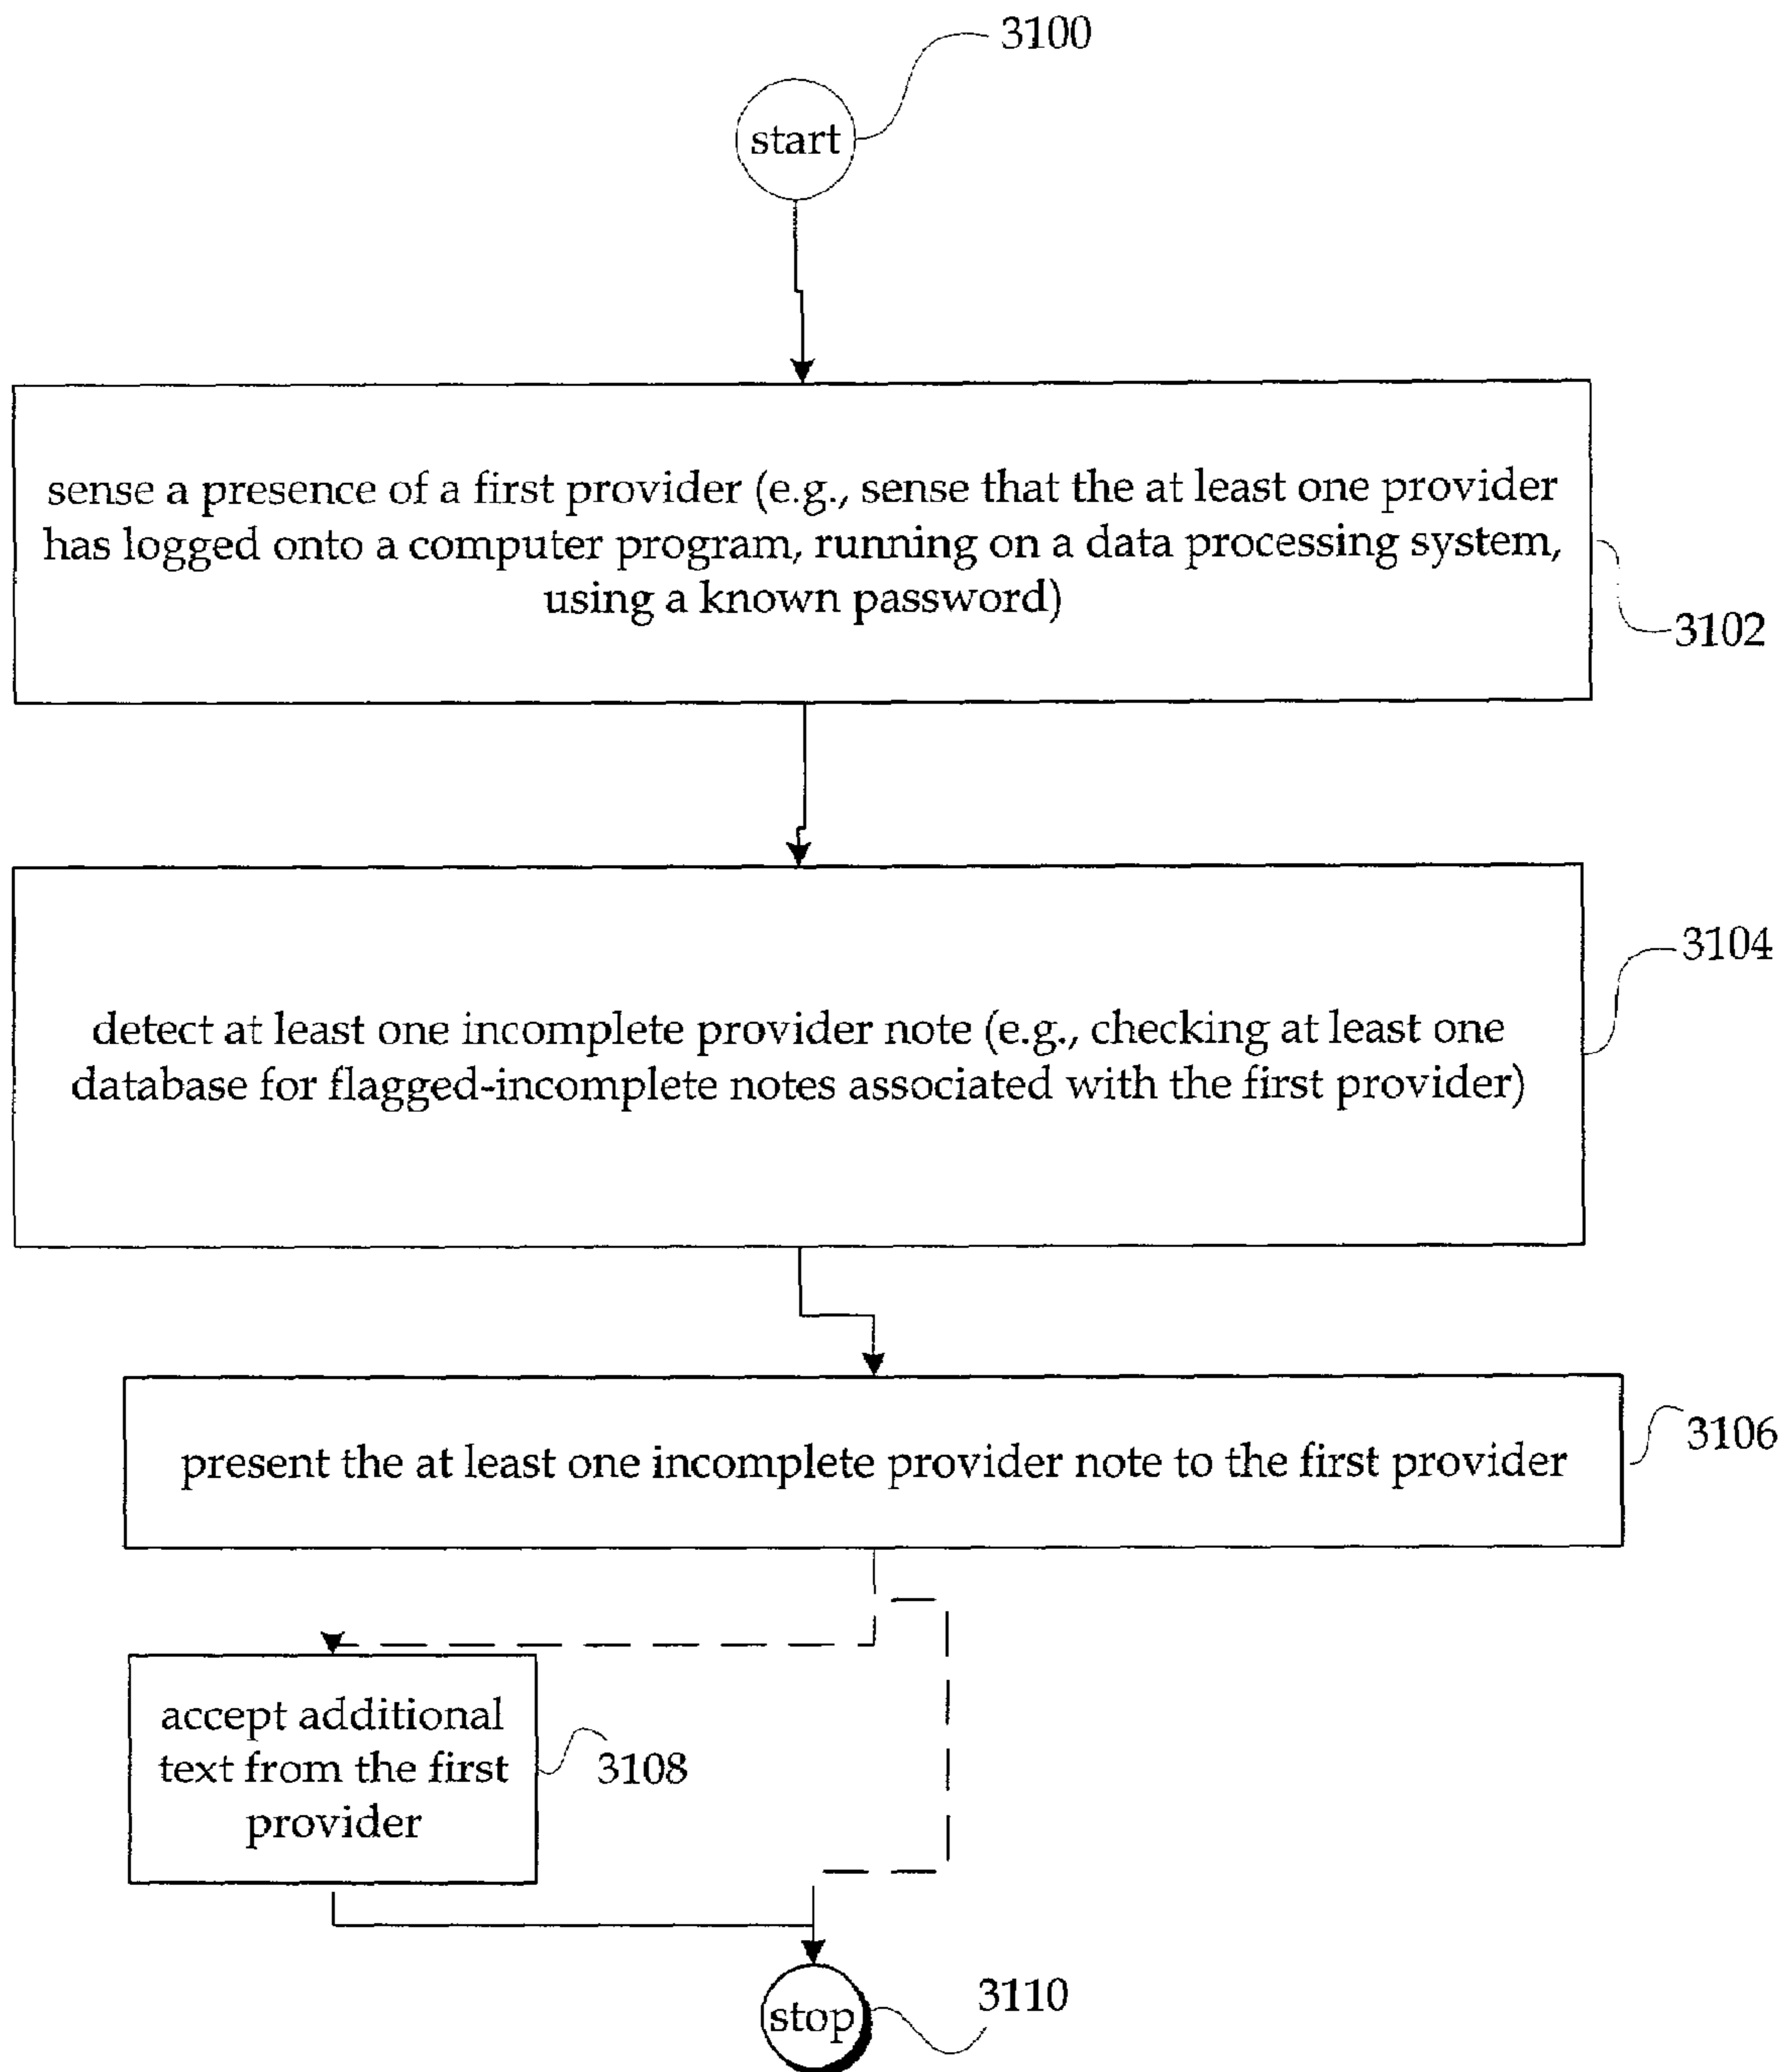 3100
start
sense a presence of a first provider (e.g., sense that the at least one provider
has logged onto a computer program, running on a data processing system,
using a known password)
3102
3104
detect at least one incomplete provider note (e.g., checking at least one
database for flagged-incomplete notes associated with the first provider)
3106
present the at least one incomplete provider note to the first provider
accept additional
text from the first
provider
3108
stop
3110